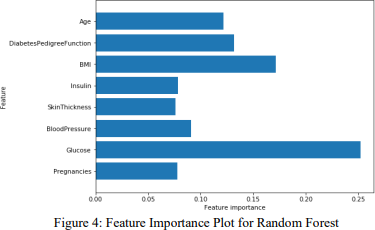 Age
DiabetesPedigreeFunction
BMI
Insulin
SkinThickness
BloodPressure
Glucose
Pregnancies
Feature
0.00 0.05 0.10 0.15 0.20 0.25
Feature importance
Figure 4: Feature Importance Plot for Random Forest